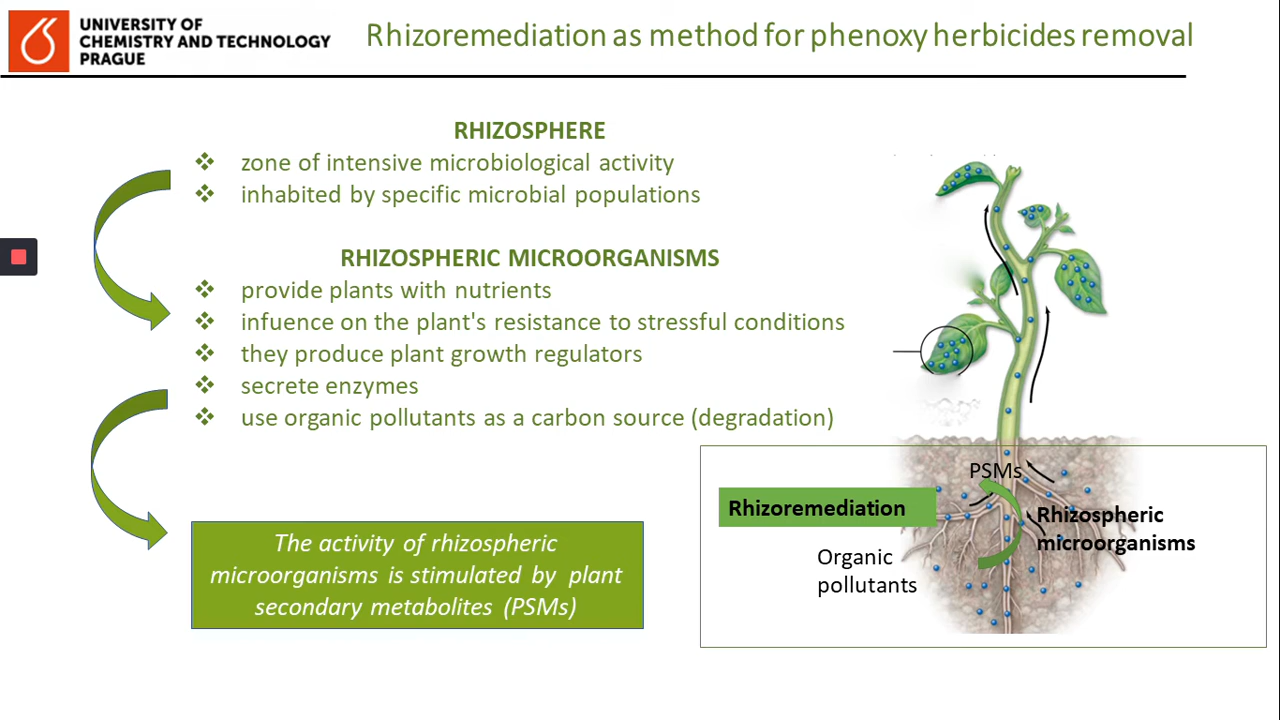 UNIVERSITY OF
CHEMISTRY AND TECHNOLOGY
PRAGUE
Rhizoremediation as method for phenoxy herbicides removal
RHIZOSPHERE
❖ zone of intensive microbiological activity
❖ inhabited by specific microbial populations
RHIZOSPHERIC MICROORGANISMS
❖ provide plants with nutrients
❖ infuence on the plant's resistance to stressful conditions
❖ they produce plant growth regulators
❖ secrete enzymes
❖ use organic pollutants as a carbon source (degradation)
The activity of rhizospheric
microorganisms is stimulated by plant
secondary metabolites (PSMs)
PSMs
Rhizoremediation
Rhizospheric
microorganisms
Organic
pollutants